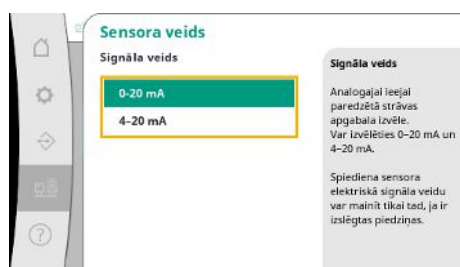 Sensora veids
Signāla veids
0-20 mA
4–20 mA
Signāla veids
Analogajai ieejai
paredzētā strāvas
apgabala izvēle.
Var izvēlēties 0–20 mA un
4–20 mA.
Spiediena sensora
elektriskā signāla veidu
var mainīt tikai tad, ja ir
izslēgtas piedziņas.